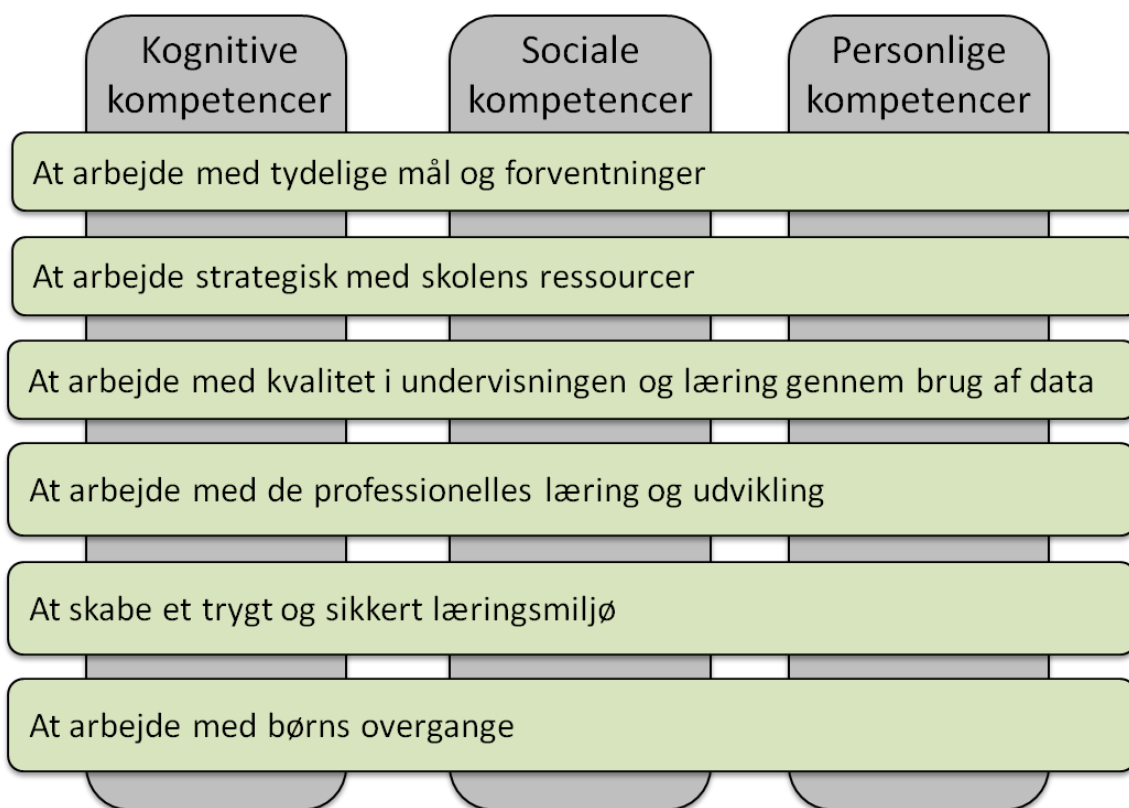 Kognitive
kompetencer
Sociale
kompetencer
Personlige
kompetencer
At arbejde med tydelige mål og forventninger
At arbejde strategisk med skolens ressourcer
At arbejde med kvalitet i undervisningen og læring gennem brug af data
At arbejde med de professionelles læring og udvikling
At skabe et trygt og sikkert læringsmiljø
At arbejde med børns overgange